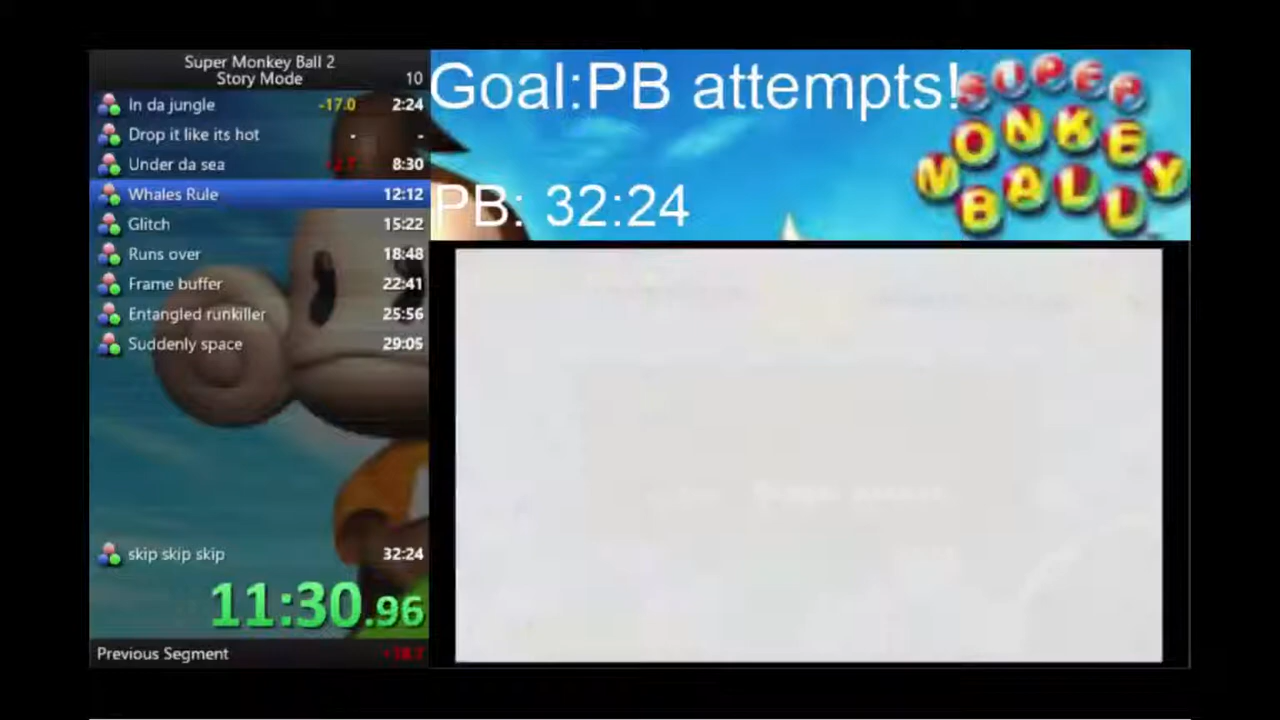 Super Monkey Ball 2
Story Mode 10
In da jungle -17.0 2:24
Drop it like its hot - -
Under da sea +2.7 8:30
Whales Rule 12:12
Glitch 15:22
Runs over 18:48
Frame buffer 22:41
Entangled runkiller 25:56
Suddenly space 29:05
skip skip skip 32:24
11:30.96
Previous Segment
Goal:PB attempts!
PB: 32:24
SUPER
MONKEY
BALL